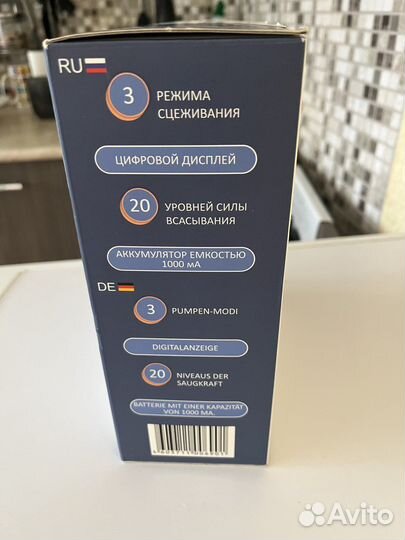 RU
3 РЕЖИМА
СЦЕЖИВАНИЯ
ЦИФРОВОЙ ДИСПЛЕЙ
20 УРОВНЕЙ СИЛЫ
ВСАСЫВАНИЯ
АККУМУЛЯТОР ЕМКОСТЬЮ
1000 мА
DE
3 PUMPEN-MODI
DIGITALANZEIGE
20 NIVEAUS DER
SAUGKRAFT
BATTERIE MIT EINER KAPAZITÄT
VON 1000 MA.
Avito